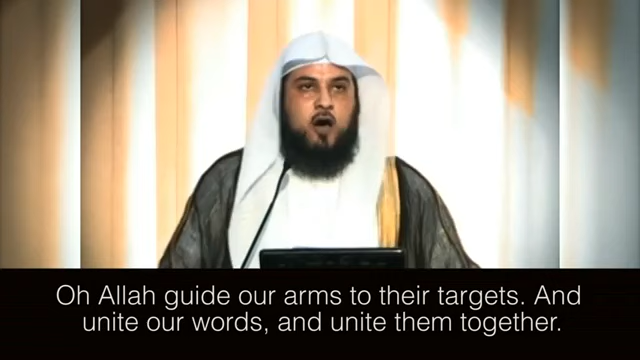 Oh Allah guide our arms to their targets. And
unite our words, and unite them together.